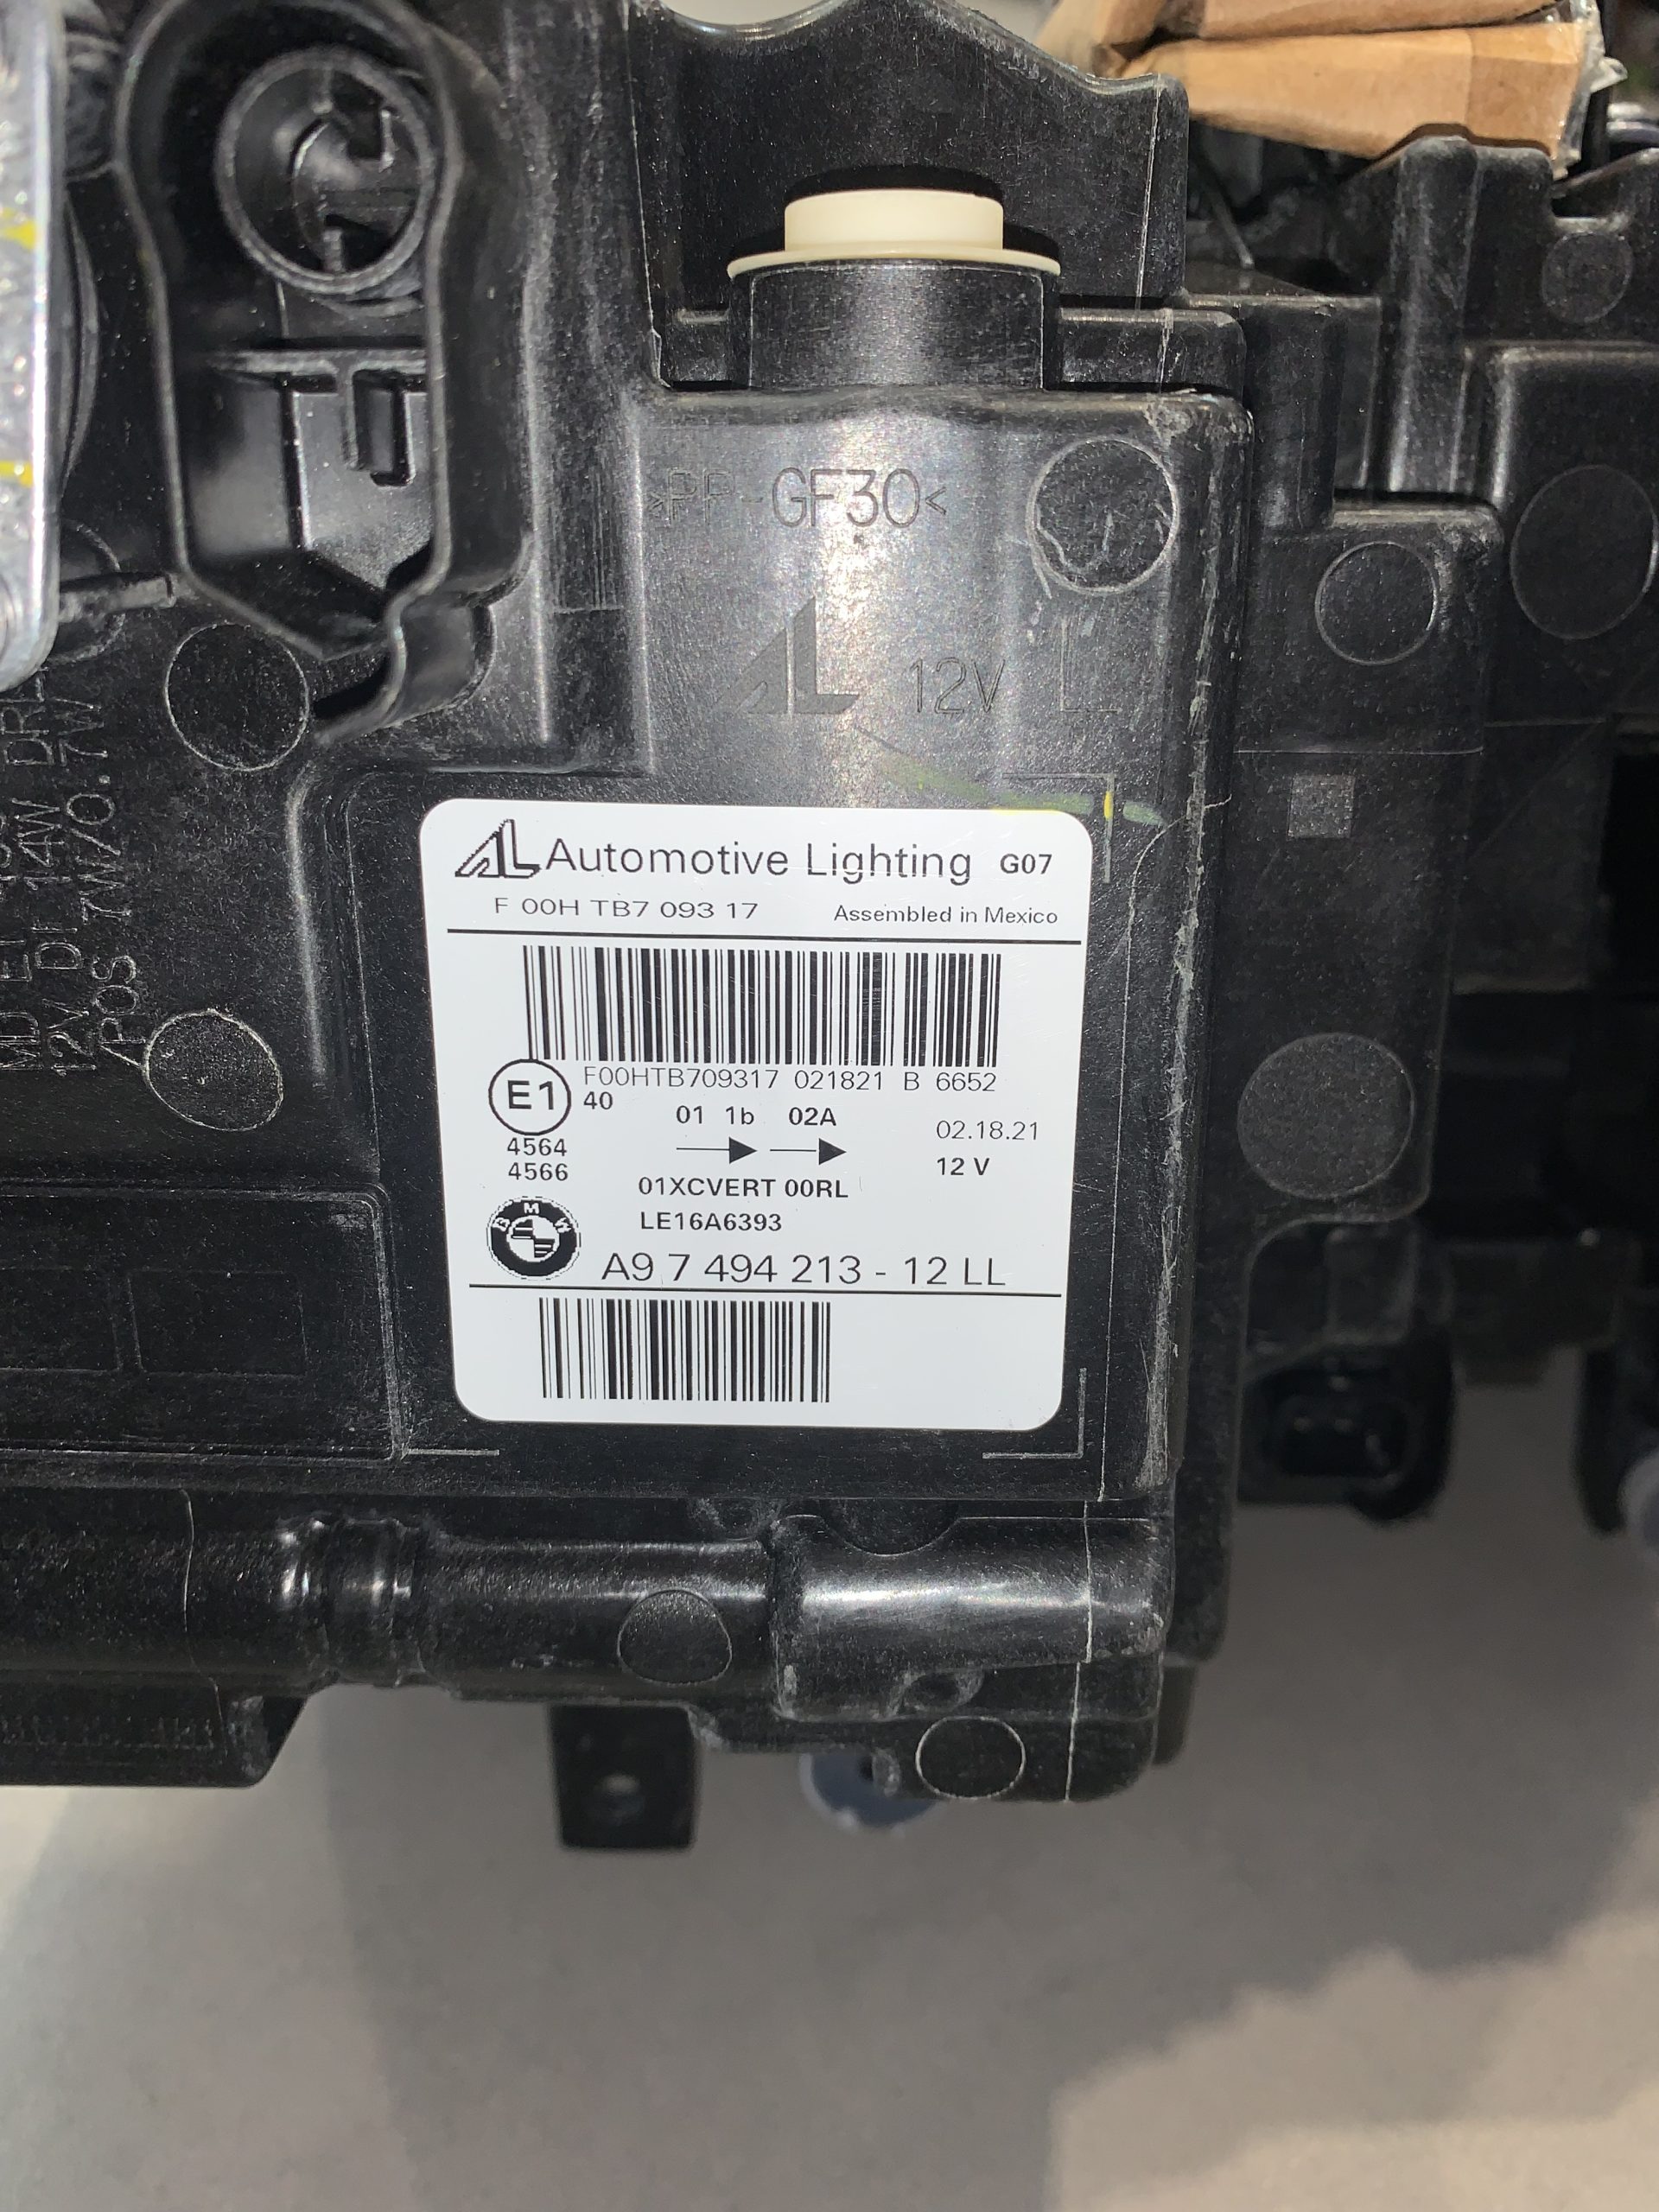 >PP-GF30<
AL 12V LL
AL Automotive Lighting G07
F 00H TB7 093 17 Assembled in Mexico
F00HTB709317 021821 B 6652
E1 40 01 1b 02A
02.18.21
4564
4566
12 V
01XCVERT 00RL
LE16A6393
BMW
A9 7 494 213 - 12 LL
12V DI 7W/0.7W
POS